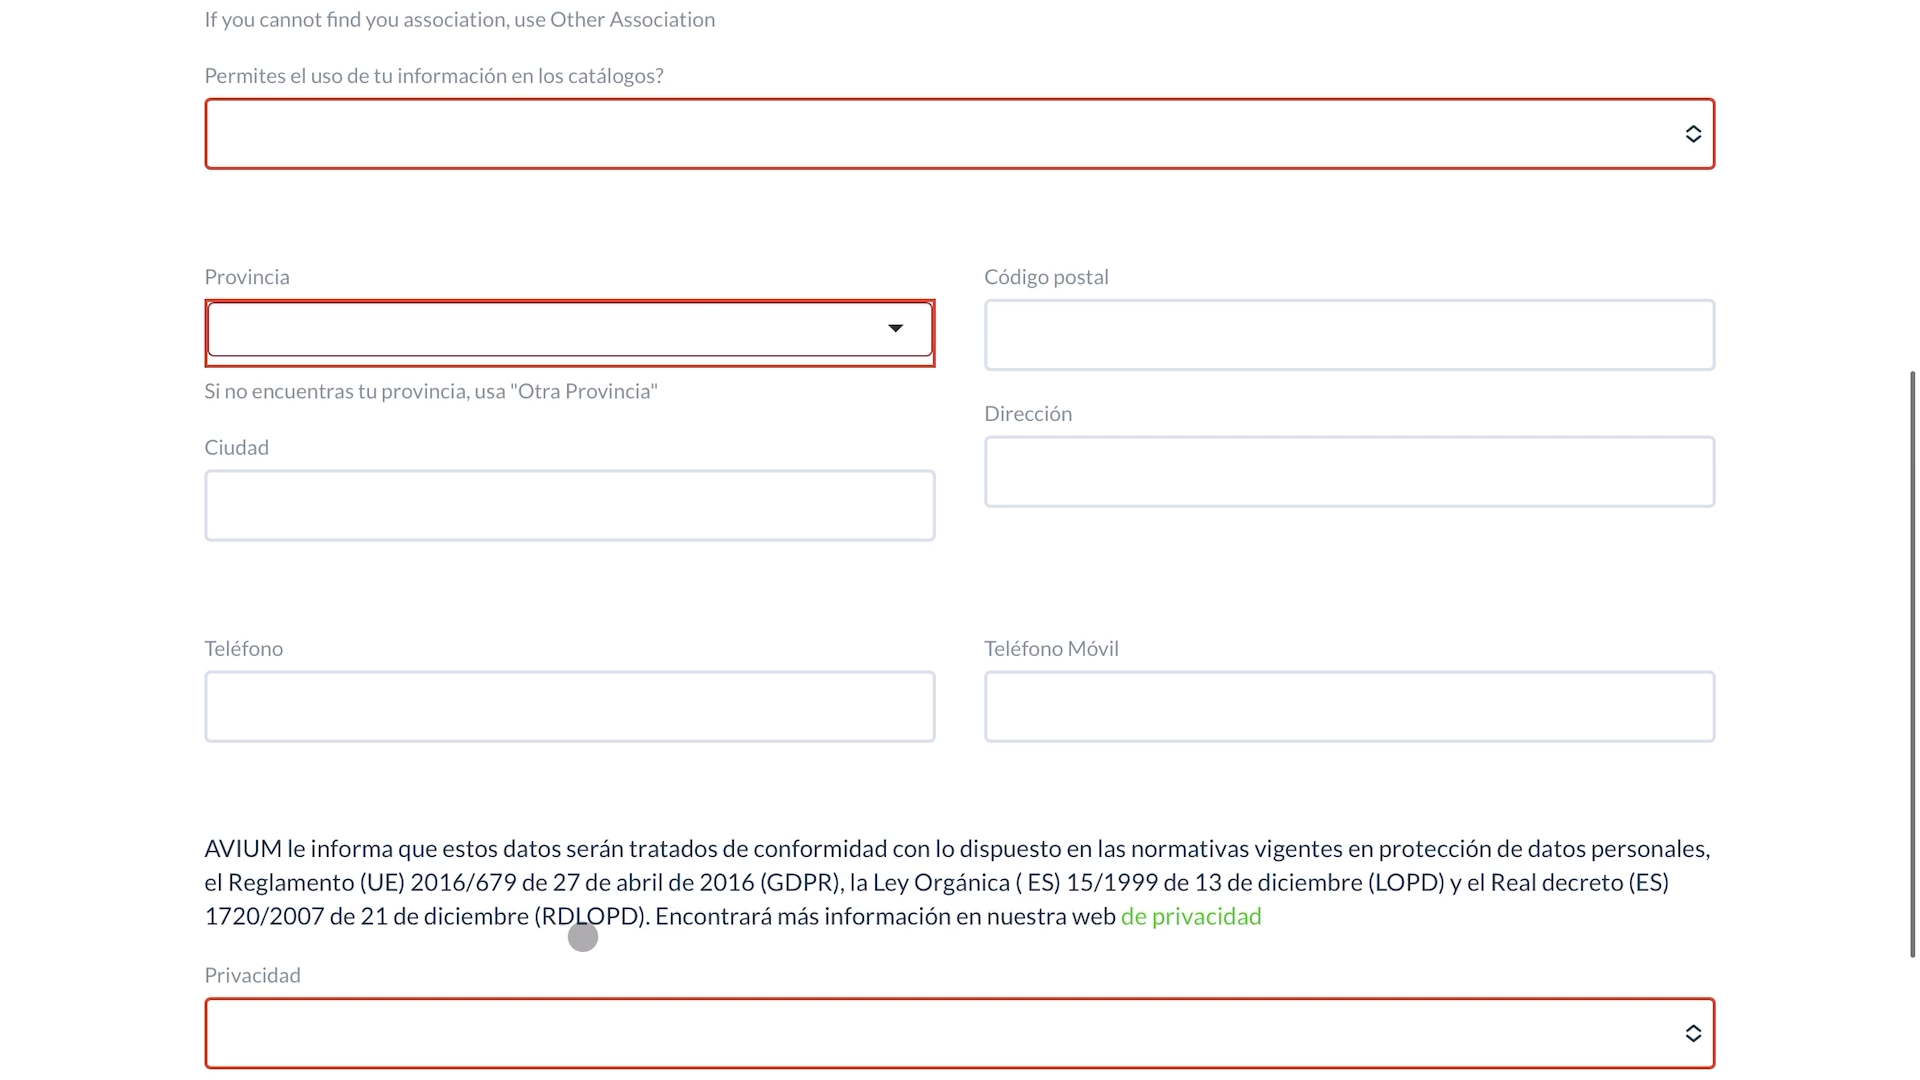 If you cannot find you association, use Other Association
Permites el uso de tu información en los catálogos?
Provincia
Código postal
Si no encuentras tu provincia, usa "Otra Provincia"
Dirección
Ciudad
Teléfono
Teléfono Móvil
AVIUM le informa que estos datos serán tratados de conformidad con lo dispuesto en las normativas vigentes en protección de datos personales,
el Reglamento (UE) 2016/679 de 27 de abril de 2016 (GDPR), la Ley Orgánica ( ES) 15/1999 de 13 de diciembre (LOPD) y el Real decreto (ES)
1720/2007 de 21 de diciembre (RDLOPD). Encontrará más información en nuestra web de privacidad
Privacidad